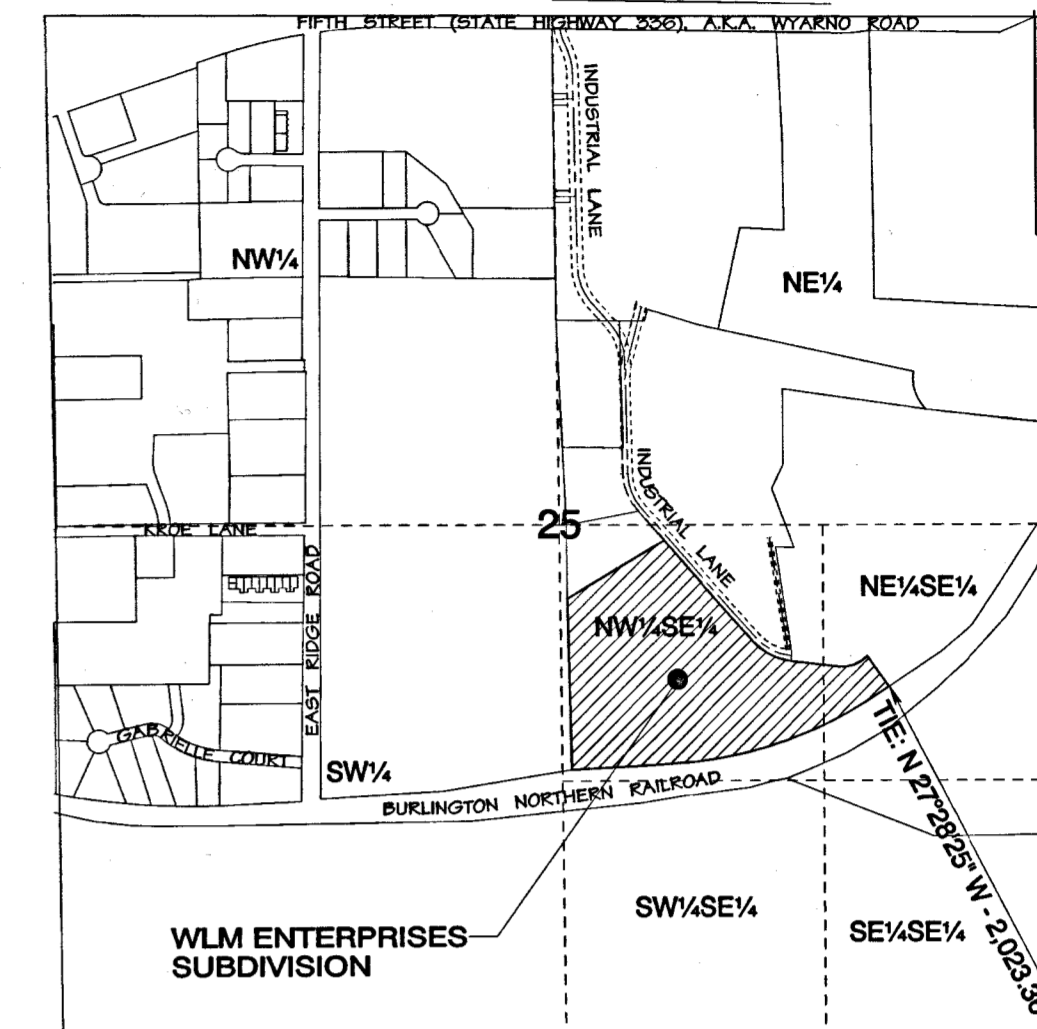 FIFTH STREET (STATE HIGHWAY 336), A.K.A. WYARNO ROAD
INDUSTRIAL LANE
NW¼
NE¼
INDUSTRIAL LANE
25
KROE LANE
EAST RIDGE ROAD
NW¼SE¼
NE¼SE¼
GABRIELLE COURT
SW¼
BURLINGTON NORTHERN RAILROAD
TIE: N 27°28'25" W - 2,023.36
SW¼SE¼
SE¼SE¼
WLM ENTERPRISES
SUBDIVISION